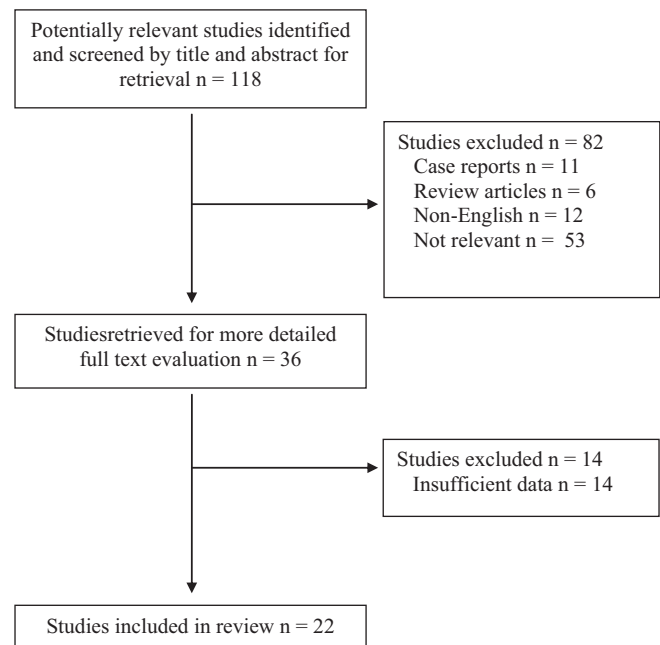 Potentially relevant studies identified
and screened by title and abstract for
retrieval n = 118
Studies excluded n = 82
Case reports n = 11
Review articles n = 6
Non-English n = 12
Not relevant n = 53
Studiesretrieved for more detailed
full text evaluation n = 36
Studies excluded n = 14
Insufficient data n = 14
Studies included in review n = 22